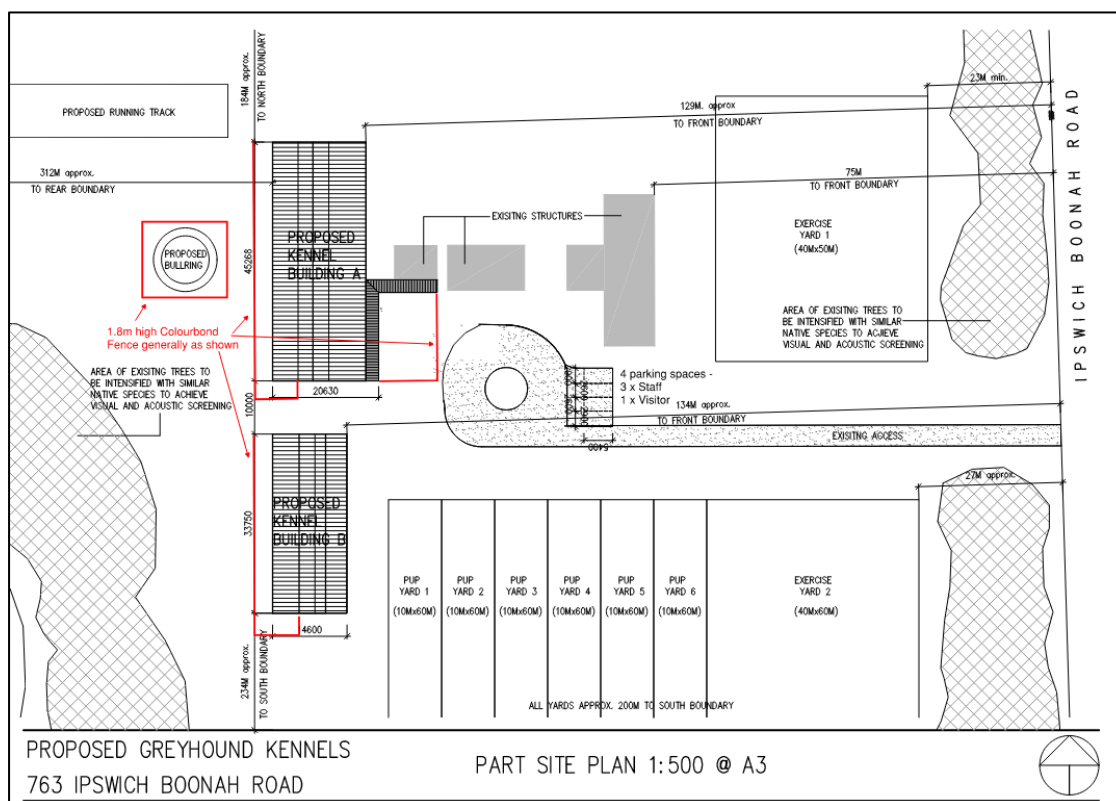 184M approx.
TO NORTH BOUNDARY
PROPOSED RUNNING TRACK
23M min.
129M. approx
TO FRONT BOUNDARY
IPSWICH BOONAH ROAD
312M approx.
TO REAR BOUNDARY
75M
TO FRONT BOUNDARY
EXISITNG STRUCTURES
EXERCISE
YARD 1
(40Mx50M)
PROPOSED
KENNEL
BUILDING A
45268
PROPOSED
BULLRING
1.8m high Colourbond
Fence generally as shown
AREA OF EXISITNG TREES TO
BE INTENSIFIED WITH SIMILAR
NATIVE SPECIES TO ACJEVE
VISUAL AND ACOUSTIC SCREENING
AREA OF EXISITNG TREES TO
BE INTENSIFIED WITH SIMILAR
NATIVE SPECIES TO ACHIEVE
VISUAL AND ACOUSTIC SCREENING
4 parking spaces -
3 x Staff
1 x Visitor
20630
10000
2600
2600
134M approx.
TO FRONT BOUNDARY
5400
EXISITNG ACCESS
27M approx.
PROPOSED
KENNEL
BUILDING B
33750
4600
PUP
YARD 1
(10Mx60M)
PUP
YARD 2
(10Mx60M)
PUP
YARD 3
(10Mx60M)
PUP
YARD 4
(10Mx60M)
PUP
YARD 5
(10Mx60M)
PUP
YARD 6
(10Mx60M)
EXERCISE
YARD 2
(40Mx60M)
234M approx.
TO SOUTH BOUNDARY
ALL YARDS APPROX. 200M TO SOUTH BOUNDARY
PROPOSED GREYHOUND KENNELS
763 IPSWICH BOONAH ROAD
PART SITE PLAN 1:500 @ A3